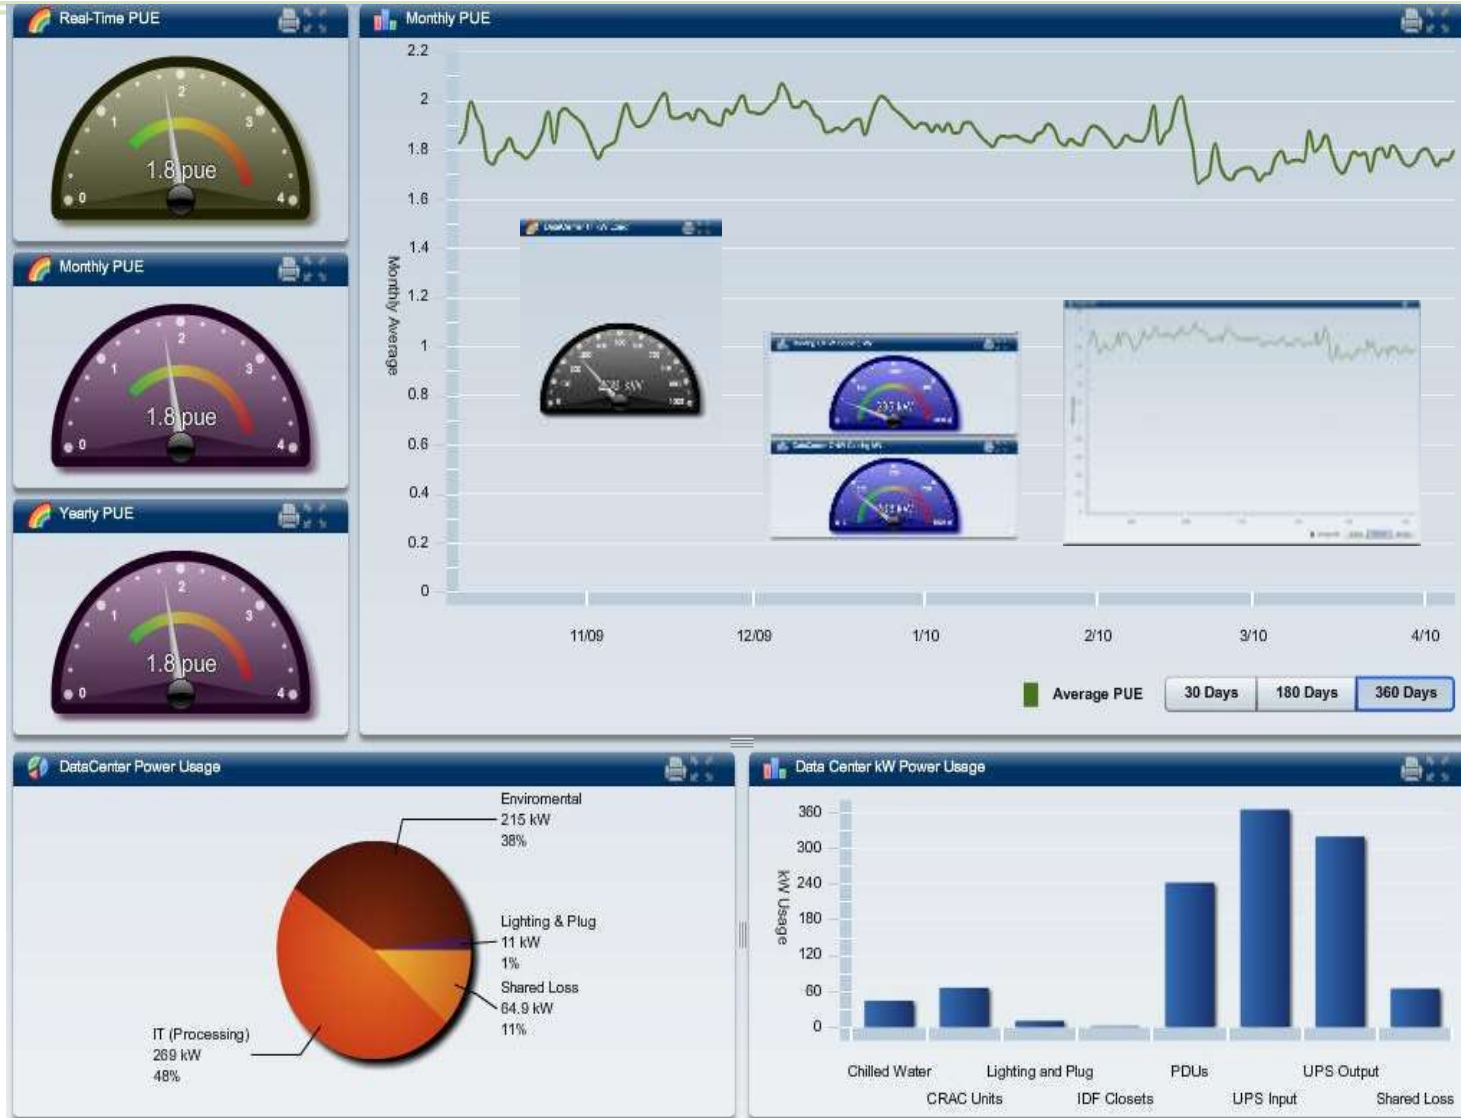 Real-Time PUE
0
1
2
3
4
1.8 pue
Monthly PUE
0
1
2
3
4
1.8 pue
Yearly PUE
0
1
2
3
4
1.8 pue
Monthly PUE
2.2
2
1.8
1.6
1.4
1.2
1
0.8
0.6
0.4
0.2
0
Monthly Average
11/09
12/09
1/10
2/10
3/10
4/10
Average PUE
30 Days
180 Days
360 Days
DataCenter Power Usage
Enviromental
215 kW
38%
Lighting & Plug
11 kW
1%
Shared Loss
64.9 kW
11%
IT (Processing)
269 kW
48%
Data Center kW Power Usage
kW Usage
360
300
240
180
120
60
0
Chilled Water
CRAC Units
Lighting and Plug
IDF Closets
PDUs
UPS Input
UPS Output
Shared Loss